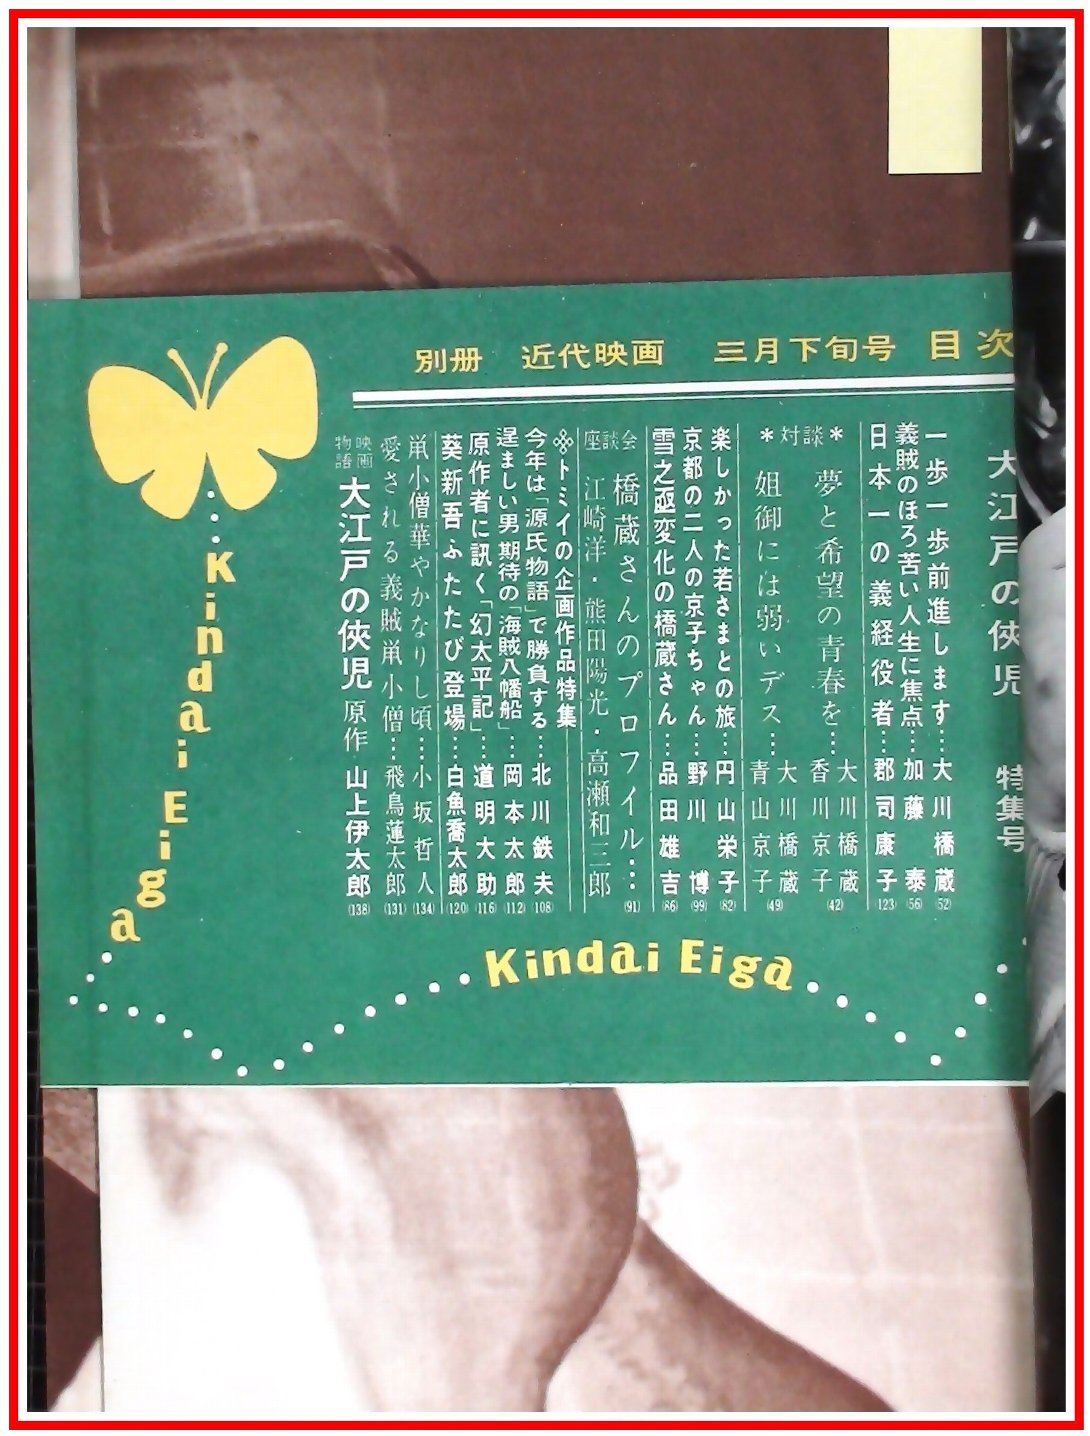 別冊 近代映画 三月下旬号 目次
大江戸の俠児 特集号
一歩一歩前進します…大川橋蔵(52)
義賊のほろ苦い人生に焦点…加藤泰(56)
日本一の義経役者…郡司康子(123)
*対談*
夢と希望の青春を…大川橋蔵 香川京子(42)
姐御には弱いデス…大川橋蔵 青山京子(49)
楽しかった若さまとの旅…円山栄子(82)
京都の二人の京子ちゃん…野川博(99)
雪之丞変化の橋蔵さん…品田雄吉(86)
座談会 橋蔵さんのプロフイル…(91)
江崎洋・熊田陽光・高瀬和三郎
トミイの企画作品特集
今年は「源氏物語」で勝負する…北川鉄夫(108)
逞ましい男期待の「海賊八幡船」…岡本太郎(112)
原作者に訊く「幻太平記」…道明大助(116)
葵新吾ふたたび登場…白魚喬太郎(120)
鼡小僧華やかなりし頃…小坂哲人(134)
愛される義賊鼡小僧…飛鳥蓮太郎(131)
映画物語 大江戸の俠児 原作 山上伊太郎(138)
Kindai Eiga
Kindai Eiga